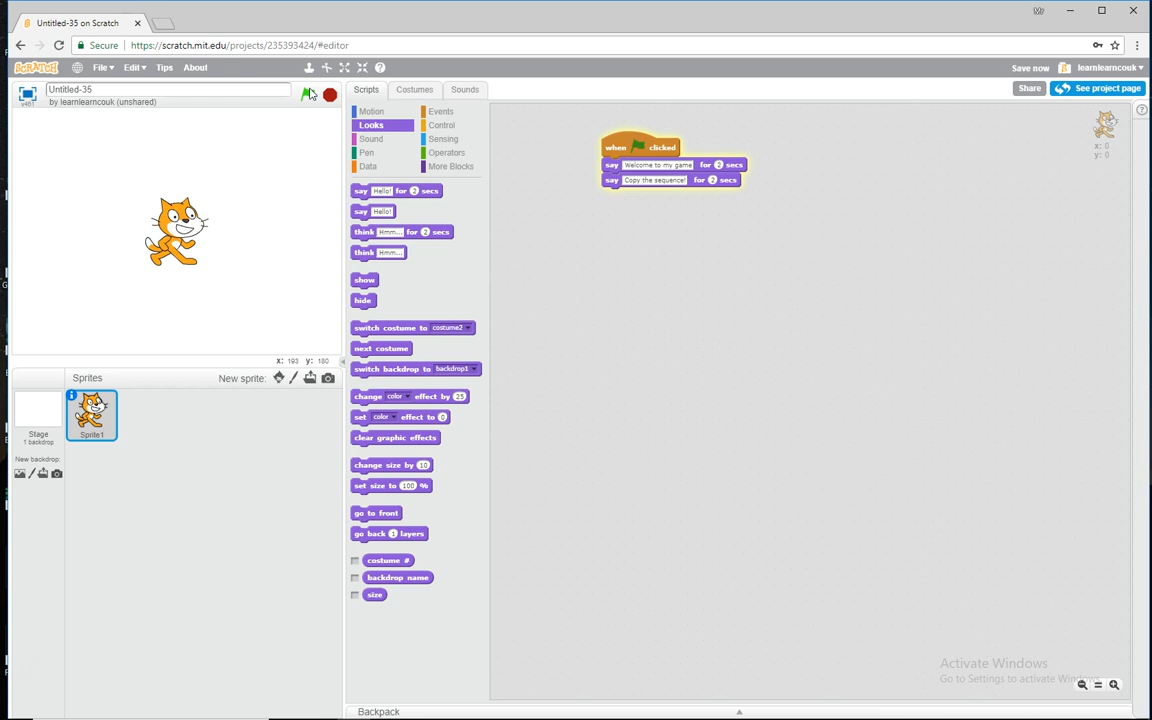 Untitled-35 on Scratch
Secure https://scratch.mit.edu/projects/235393424/#editor
SCRATCH File Edit Tips About Save now learnlearncouk
Untitled-35
by learnlearncouk (unshared)
v461
Scripts Costumes Sounds
Share See project page
Motion Events
Looks Control
Sound Sensing
Pen Operators
Data More Blocks
x: 0
y: 0
when clicked
say Welcome to my game for 2 secs
say Copy the sequence! for 2 secs
say Hello! for 2 secs
say Hello!
think Hmm... for 2 secs
think Hmm...
show
hide
switch costume to costume2
next costume
switch backdrop to backdrop1
change color effect by 25
set color effect to 0
clear graphic effects
change size by 10
set size to 100 %
go to front
go back 1 layers
costume #
backdrop name
size
x: 193 y: 180
Sprites New sprite:
Sprite1
Stage
1 backdrop
New backdrop:
Activate Windows
Go to Settings to activate Windows.
Backpack